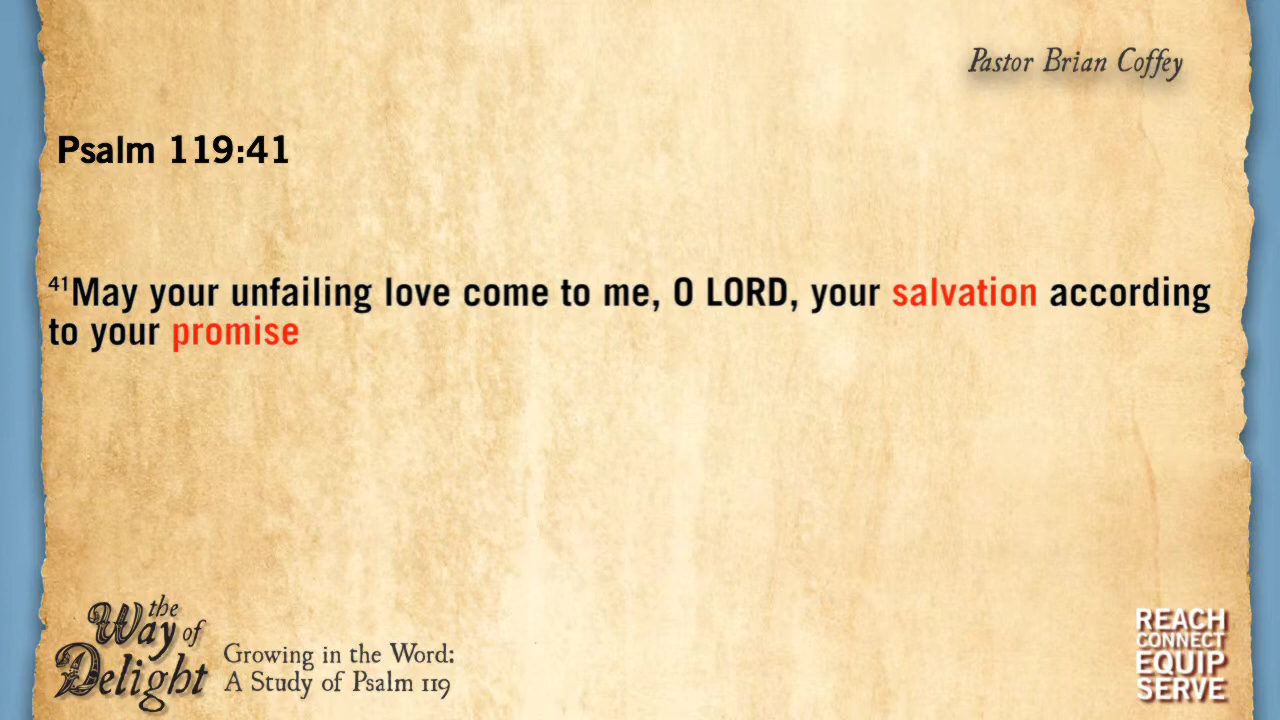 Pastor Brian Coffey
Psalm 119:41
41May your unfailing love come to me, O LORD, your salvation according
to your promise
the
Way of
Delight
Growing in the Word:
A Study of Psalm 119
REACH
CONNECT
EQUIP
SERVE